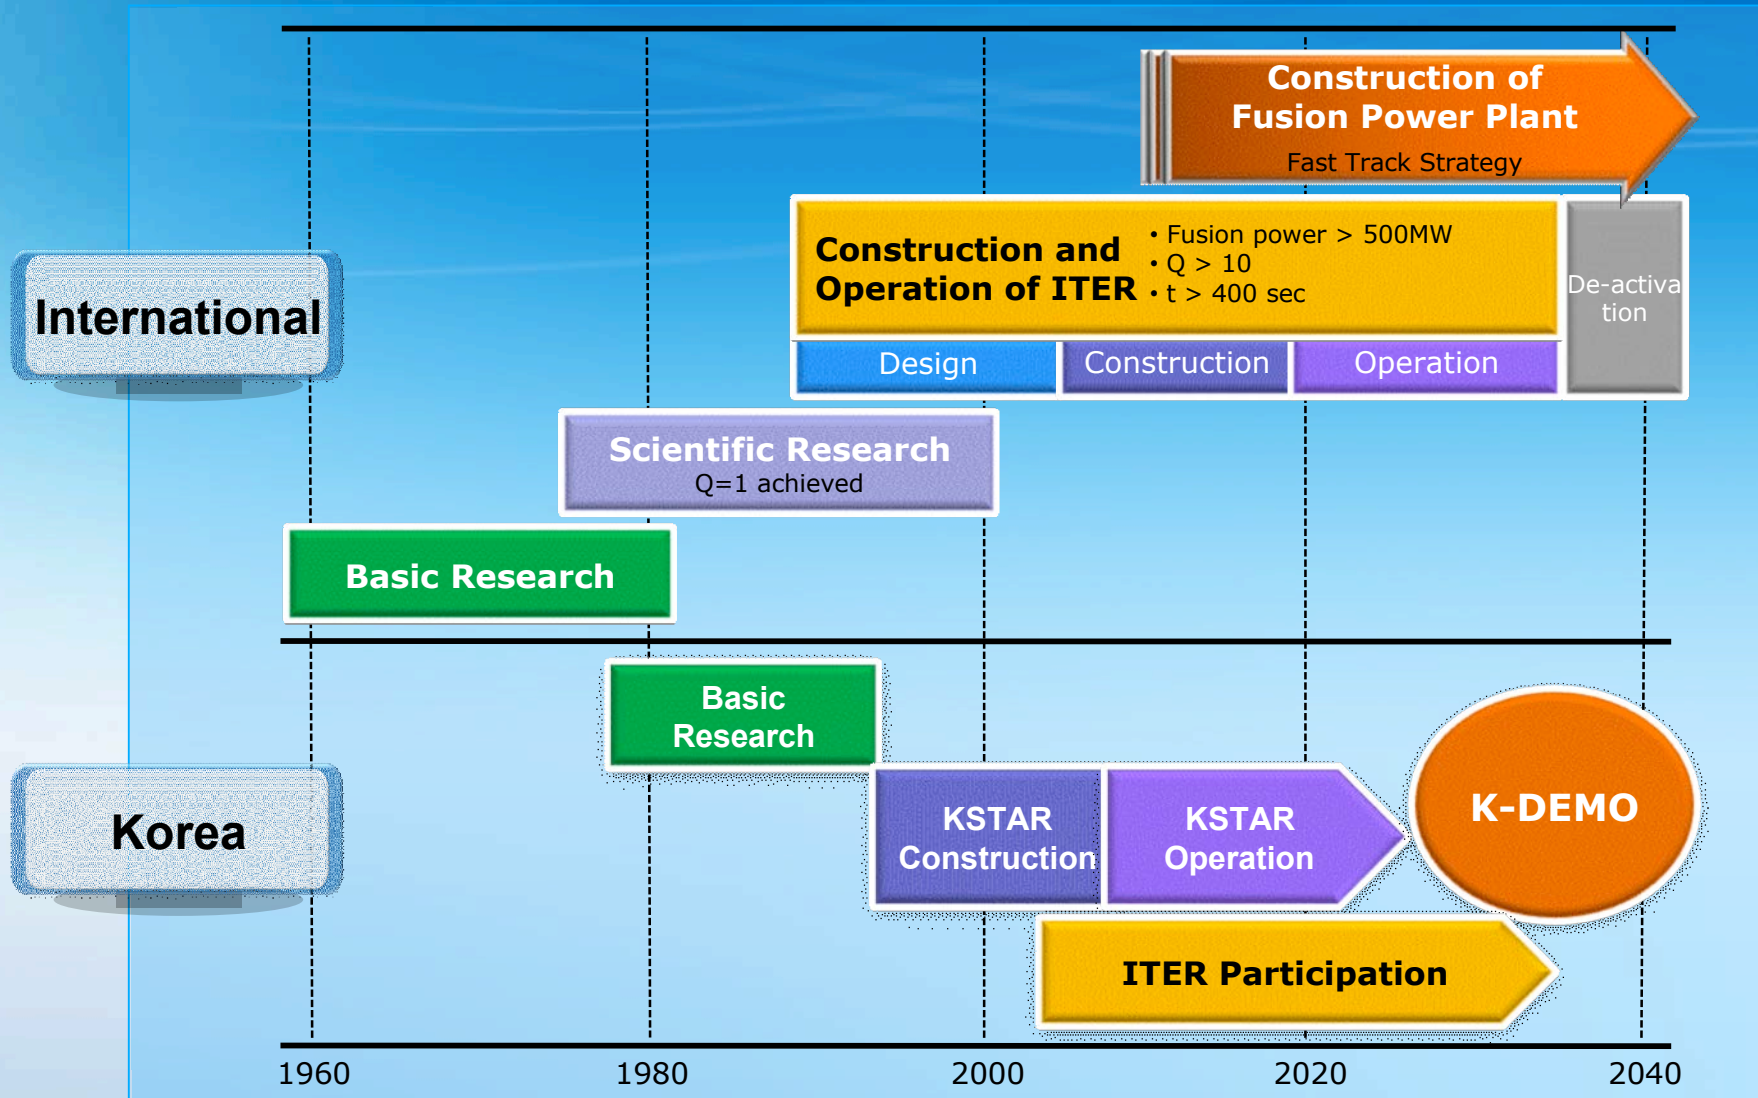 Construction of
Fusion Power Plant
Fast Track Strategy
International
Construction and
Operation of ITER
• Fusion power > 500MW
• Q > 10
• t > 400 sec
De-activa
tion
Design
Construction
Operation
Scientific Research
Q=1 achieved
Basic Research
Korea
Basic
Research
KSTAR
Construction
KSTAR
Operation
K-DEMO
ITER Participation
1960
1980
2000
2020
2040